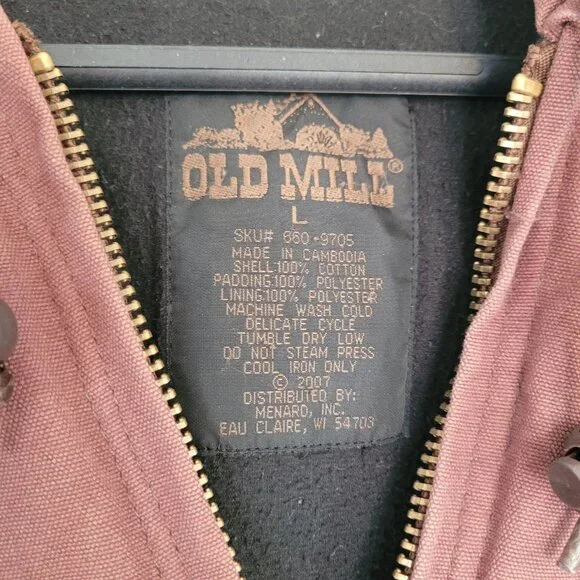 OLD MILL®
L
SKU# 660-9705
MADE IN CAMBODIA
SHELL:100% COTTON
PADDING:100% POLYESTER
LINING:100% POLYESTER
MACHINE WASH COLD
DELICATE CYCLE
TUMBLE DRY LOW
DO NOT STEAM PRESS
COOL IRON ONLY
© 2007
DISTRIBUTED BY:
MENARD, INC.
EAU CLAIRE, WI 54703